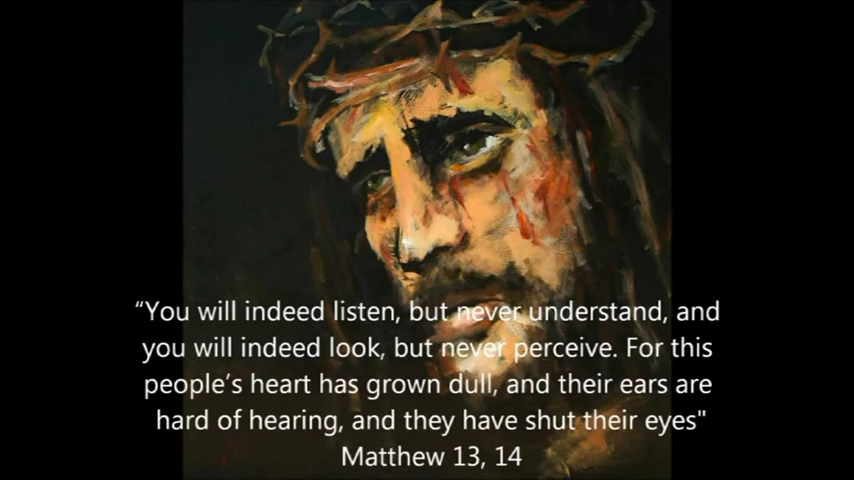 “You will indeed listen, but never understand, and
you will indeed look, but never perceive. For this
people’s heart has grown dull, and their ears are
hard of hearing, and they have shut their eyes"
Matthew 13, 14